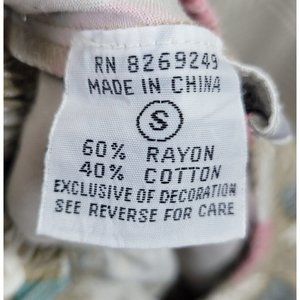 RN 8269249
MADE IN CHINA
S
60% RAYON
40% COTTON
EXCLUSIVE OF DECORATION
SEE REVERSE FOR CARE